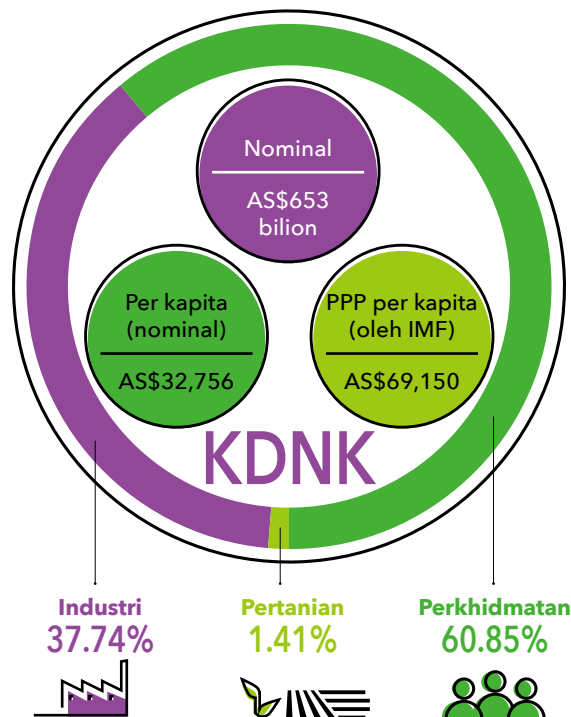 Nominal
AS$653
bilion
Per kapita
(nominal)
AS$32,756
PPP per kapita
(oleh IMF)
AS$69,150
KDNK
Industri
37.74%
Pertanian
1.41%
Perkhidmatan
60.85%